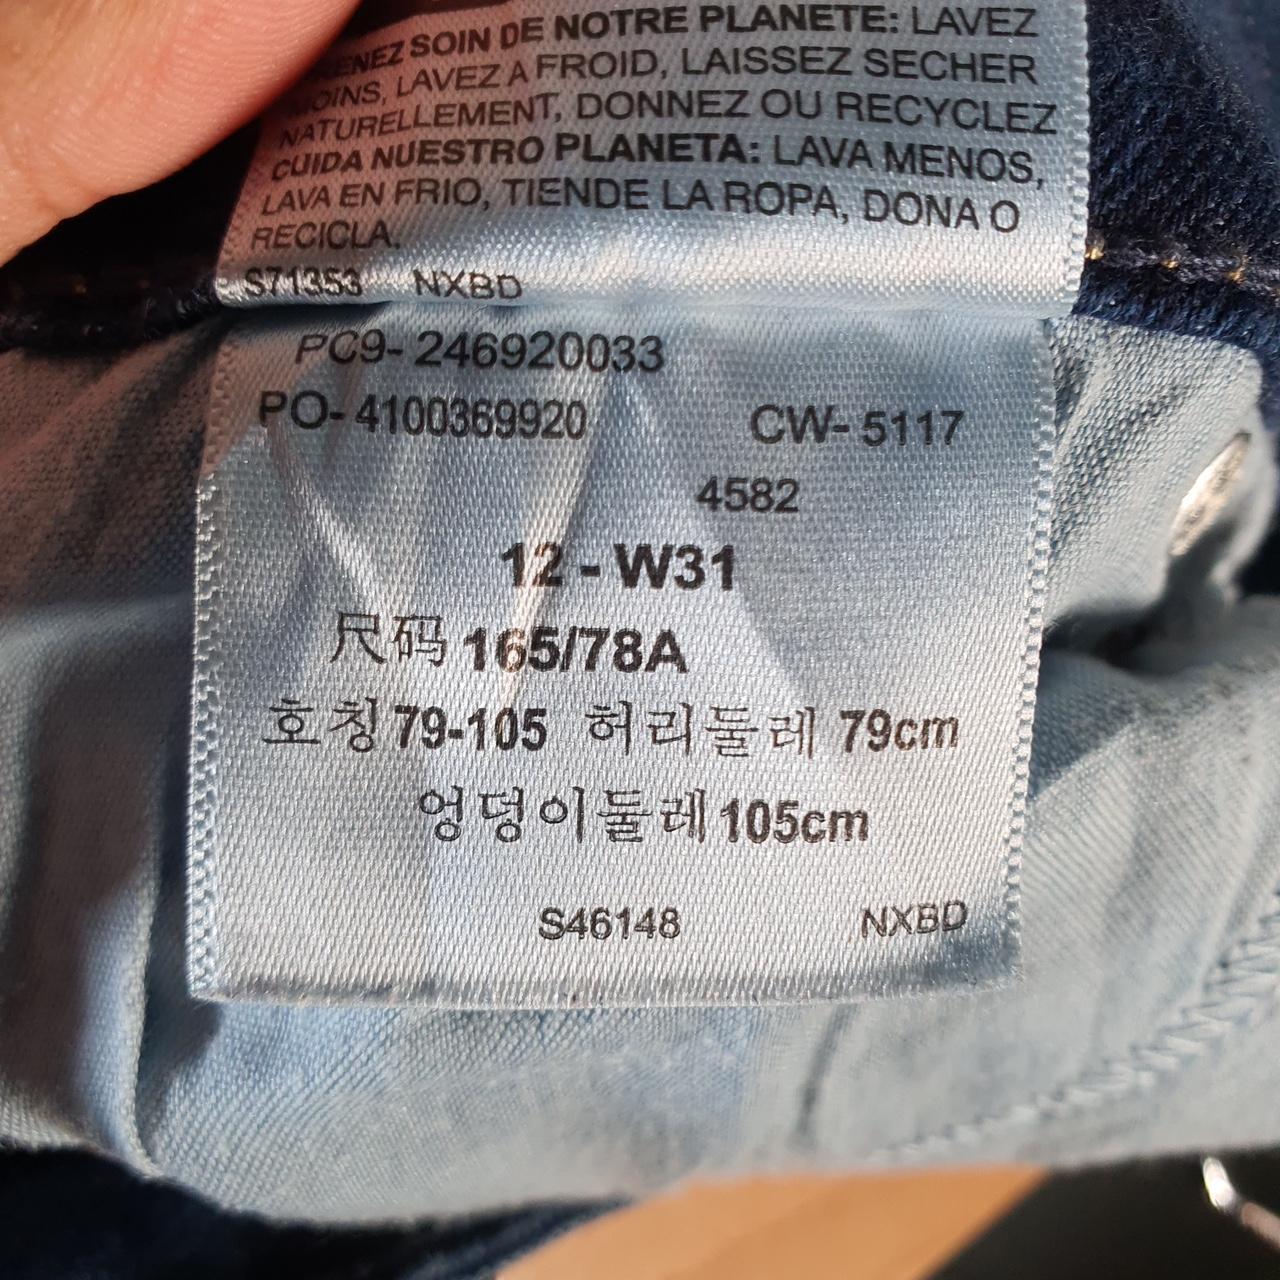 SOIN DE NOTRE PLANETE: LAVEZ
MOINS, LAVEZ A FROID, LAISSEZ SECHER
NATURELLEMENT, DONNEZ OU RECYCLEZ
CUIDA NUESTRO PLANETA: LAVA MENOS,
LAVA EN FRIO, TIENDE LA ROPA, DONA O
RECICLA.
S71353 NXBD
PC9- 246920033
PO- 4100369920 CW- 5117
4582
12 - W31
尺码 165/78A
호칭 79-105 허리둘레 79cm
엉덩이둘레 105cm
S46148 NXBD